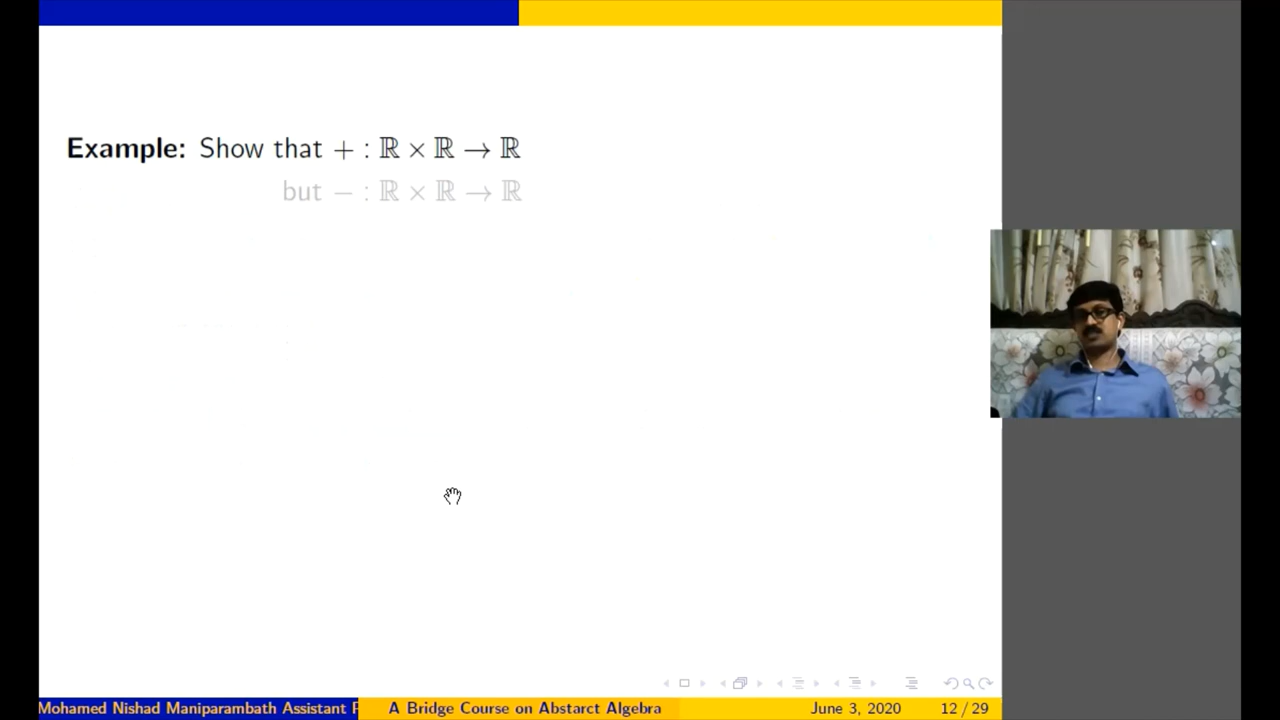 Example: Show that + : ℝ × ℝ → ℝ
but − : ℝ × ℝ → ℝ
Mohamed Nishad Maniparambath Assistant P
A Bridge Course on Abstarct Algebra
June 3, 2020
12 / 29